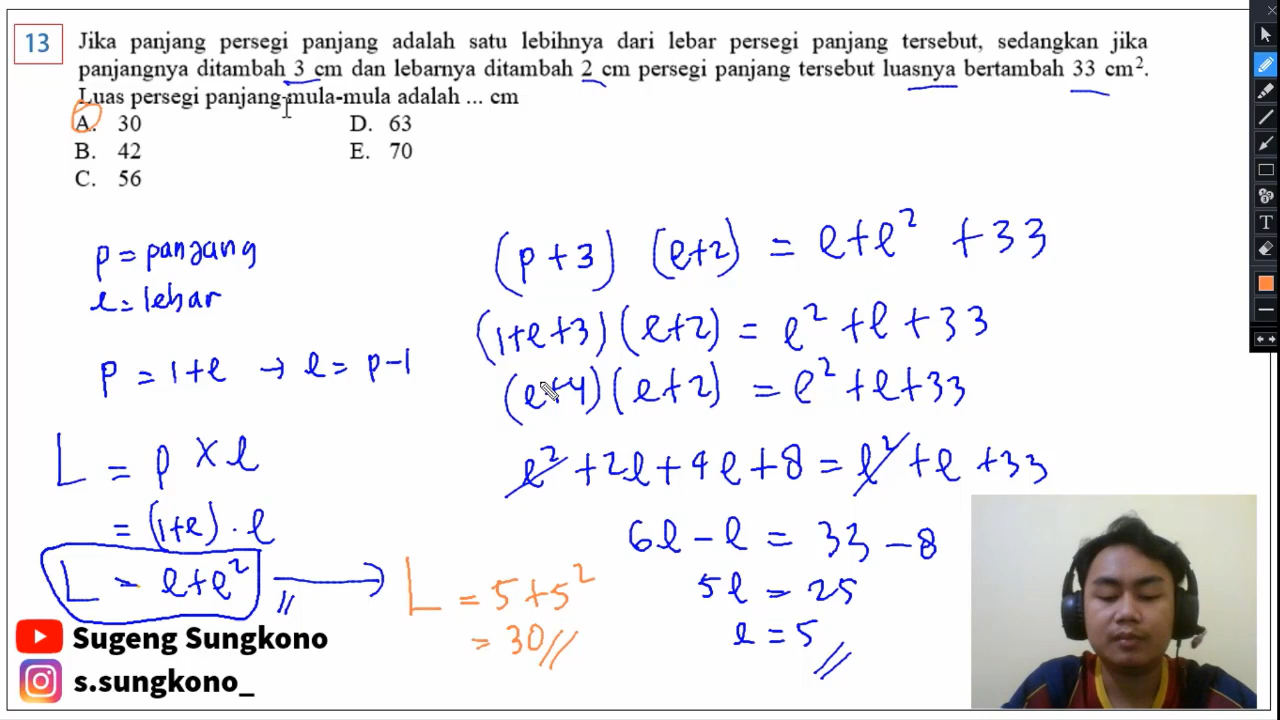 13
Jika panjang persegi panjang adalah satu lebihnya dari lebar persegi panjang tersebut, sedangkan jika
panjangnya ditambah 3 cm dan lebarnya ditambah 2 cm persegi panjang tersebut luasnya bertambah 33 cm².
Luas persegi panjang mula-mula adalah ... cm
A. 30
B. 42
C. 56
D. 63
E. 70
p = panjang
l = lebar
p = 1+l → l = p-1
L = p × l
= (1+l) . l
L = l+l²
(p+3) (l+2) = l+l² +33
(1+l+3)(l+2) = l² +l+33
(l+4)(l+2) = l²+l+33
l² +2l+4l+8 = l² +l +33
6l - l = 33 -8
5l = 25
l = 5
L = 5+5²
= 30
Sugeng Sungkono
s.sungkono_
T